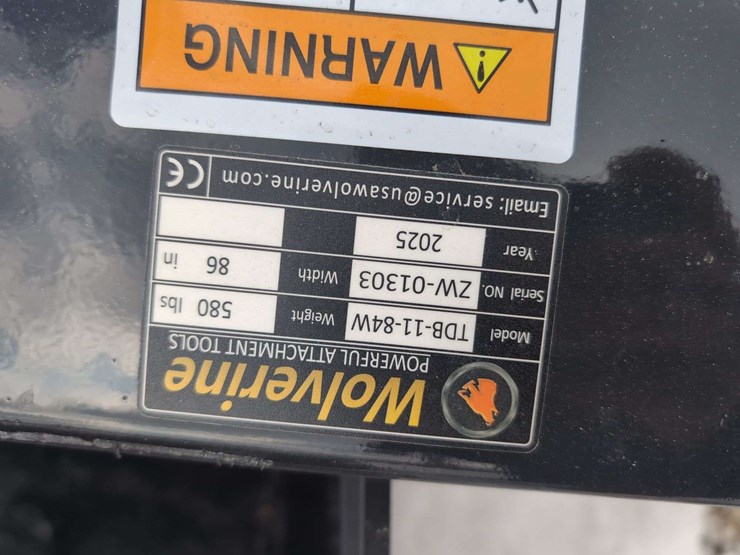 WARNING
Wolverine
POWERFUL ATTACHMENT TOOLS
Model TDB-11-84W Weight 580 lbs
Serial NO. ZW-01303 Width 86 in
Year 2025
Email: service@usawolverine.com CE